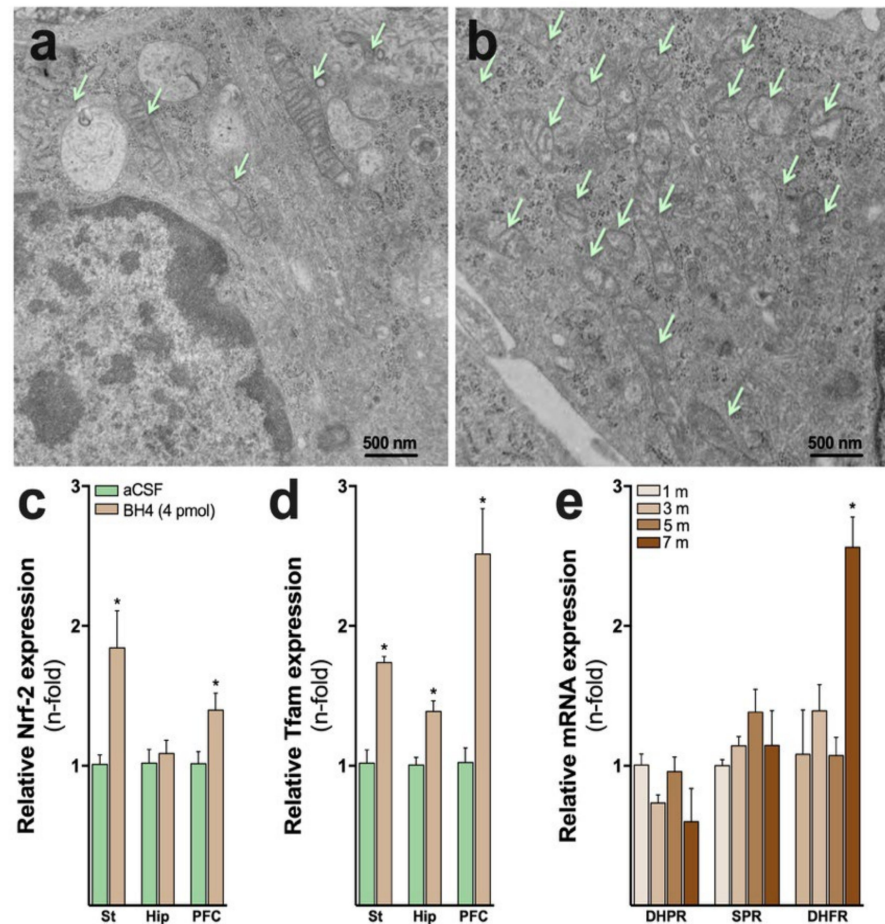 a
500 nm
b
500 nm
c
Relative Nrf-2 expression
(n-fold)
3
2
1
aCSF
BH4 (4 pmol)
*
*
St Hip PFC
d
Relative Tfam expression
(n-fold)
3
2
1
*
*
*
St Hip PFC
e
Relative mRNA expression
(n-fold)
3
2
1
1 m
3 m
5 m
7 m
*
DHPR SPR DHFR